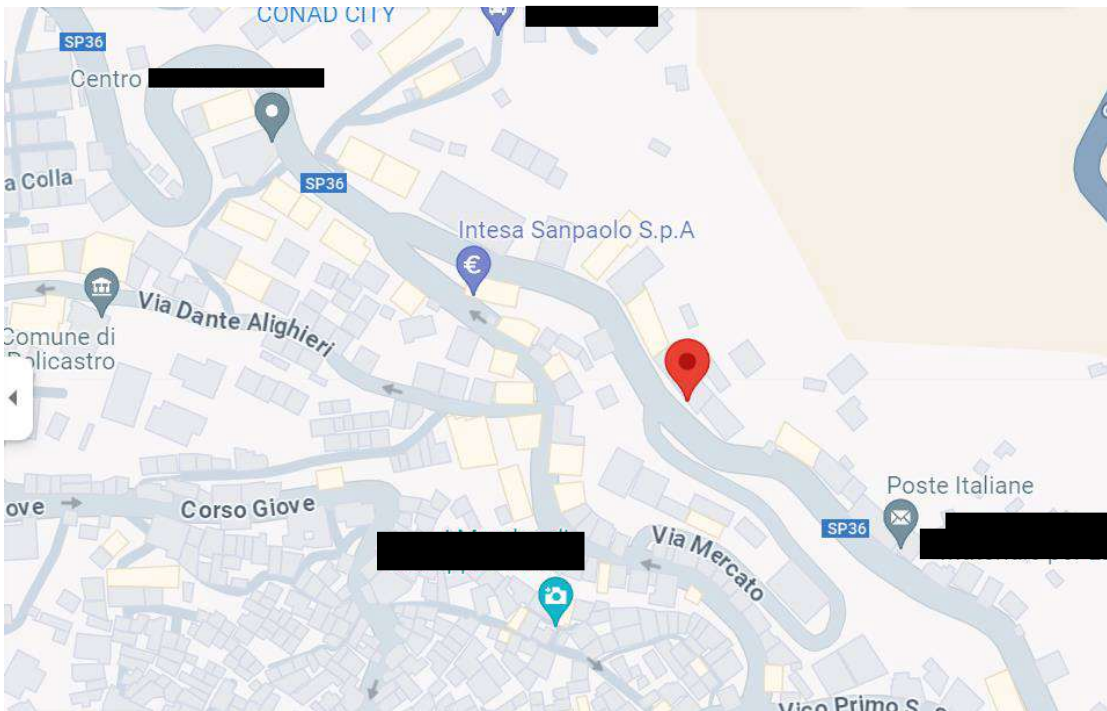 CONAD CITY
SP36
Centro
a Colla
SP36
Intesa Sanpaolo S.p.A
€
Via Dante Alighieri
Comune di
Policastro
Poste Italiane
ove
Corso Giove
SP36
Via Mercato
Vico Primo S